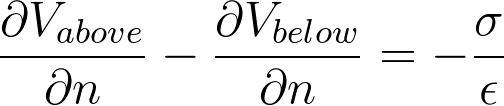 ∂V_above/∂n − ∂V_below/∂n = −σ/ϵ